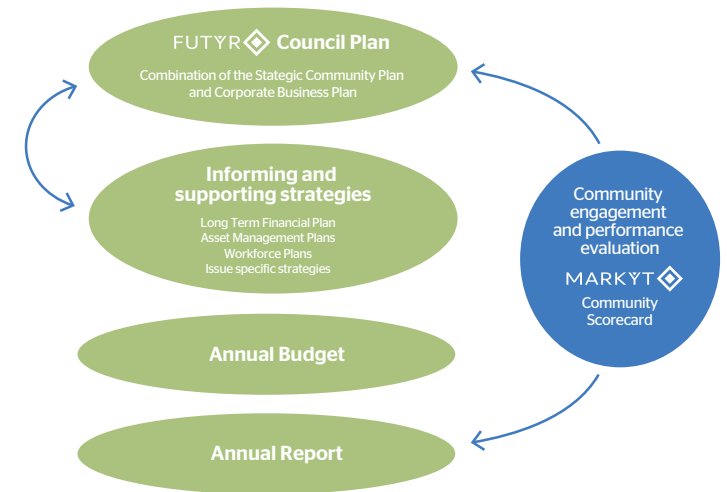 FUTYR Council Plan
Combination of the Stategic Community Plan
and Corporate Business Plan
Informing and
supporting strategies
Long Term Financial Plan
Asset Management Plans
Workforce Plans
Issue specific strategies
Annual Budget
Annual Report
Community
engagement
and performance
evaluation
MARKYT
Community
Scorecard